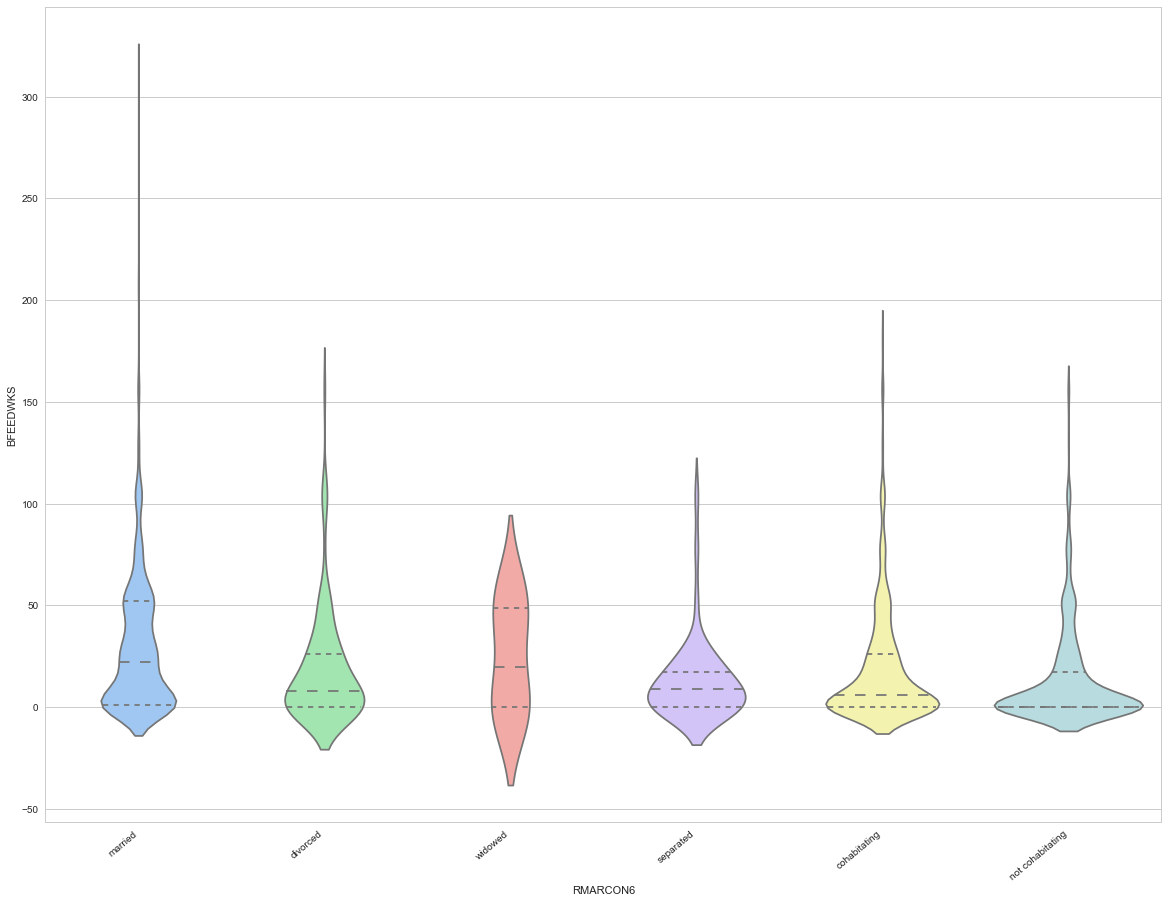 BFEEDWKS
300
250
200
150
100
50
0
−50
married
divorced
widowed
separated
cohabitating
not cohabitating
RMARCON6